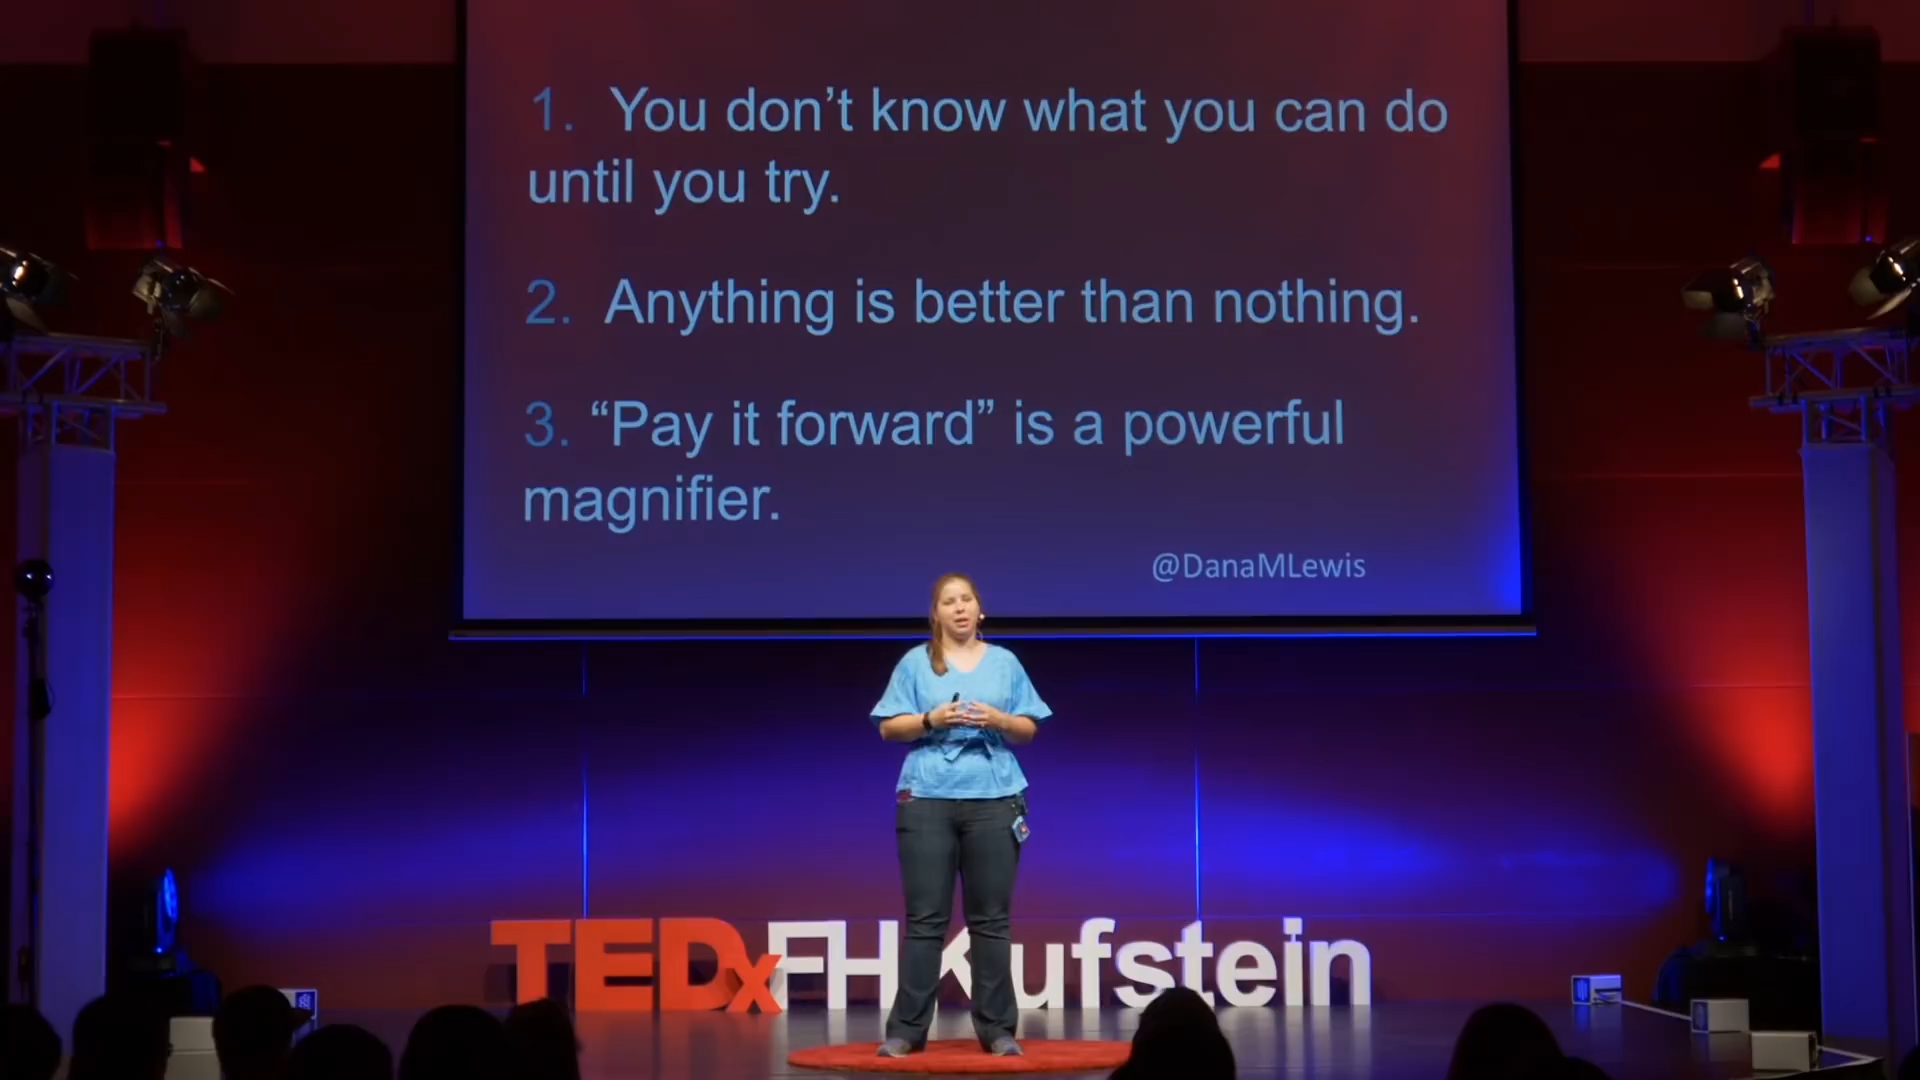 1. You don’t know what you can do
until you try.
2. Anything is better than nothing.
3. “Pay it forward” is a powerful
magnifier.
@DanaMLewis
TEDxFHKufstein